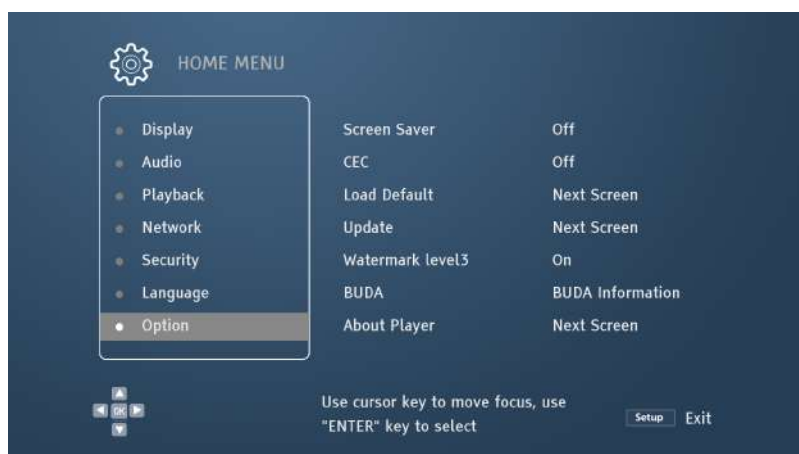 HOME MENU
Display Screen Saver Off
Audio CEC Off
Playback Load Default Next Screen
Network Update Next Screen
Security Watermark level3 On
Language BUDA BUDA Information
Option About Player Next Screen
OK
Use cursor key to move focus, use
"ENTER" key to select
Setup Exit